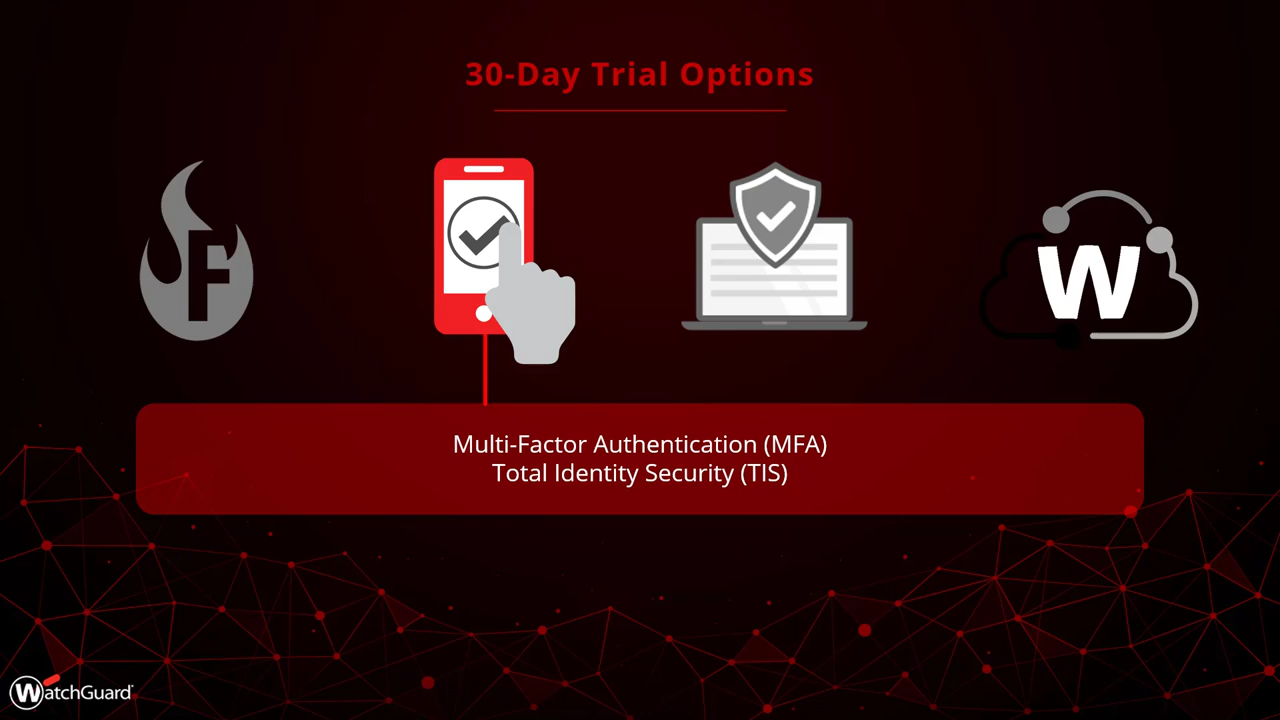 30-Day Trial Options
F
W
Multi-Factor Authentication (MFA)
Total Identity Security (TIS)
WatchGuard